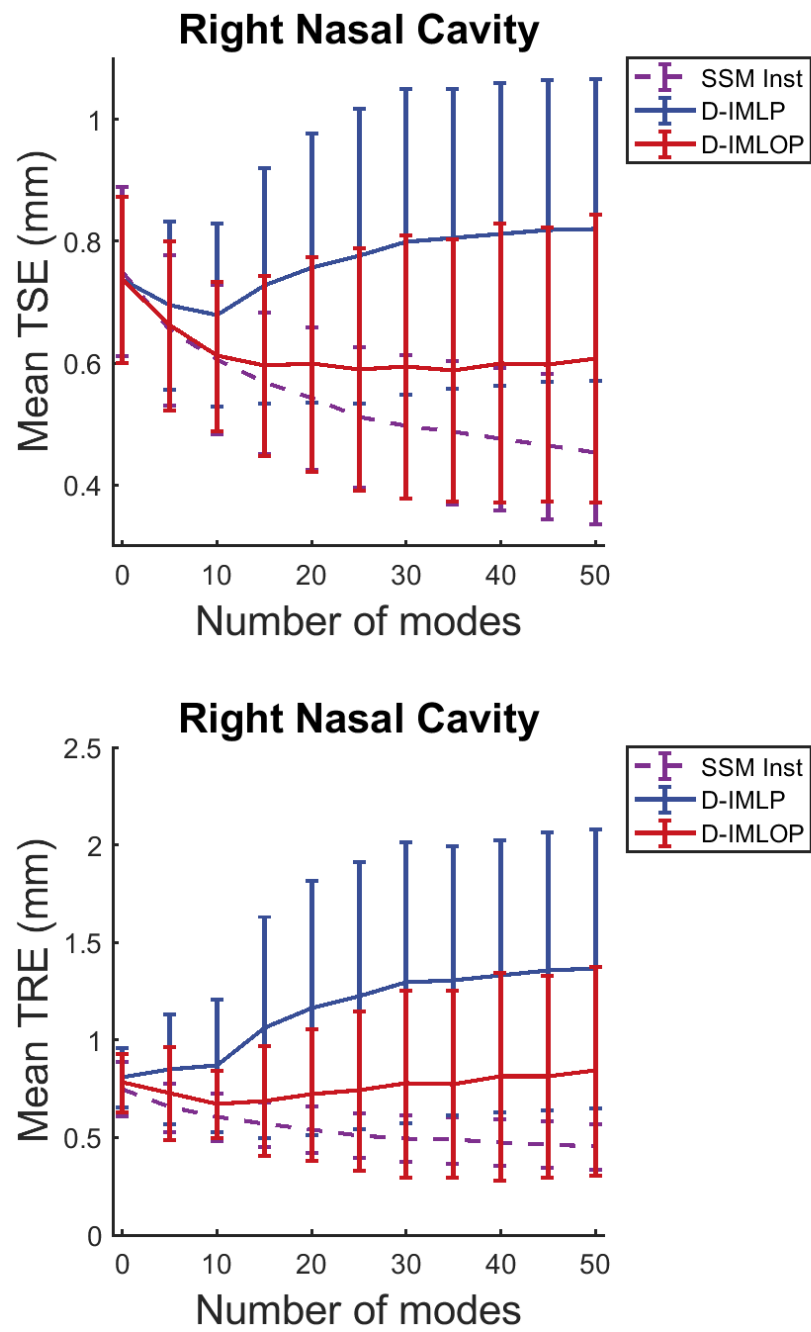 Right Nasal Cavity
SSM Inst
D-IMLP
D-IMLOP
Mean TSE (mm)
1
0.8
0.6
0.4
0 10 20 30 40 50
Number of modes
Right Nasal Cavity
SSM Inst
D-IMLP
D-IMLOP
Mean TRE (mm)
2.5
2
1.5
1
0.5
0
0 10 20 30 40 50
Number of modes